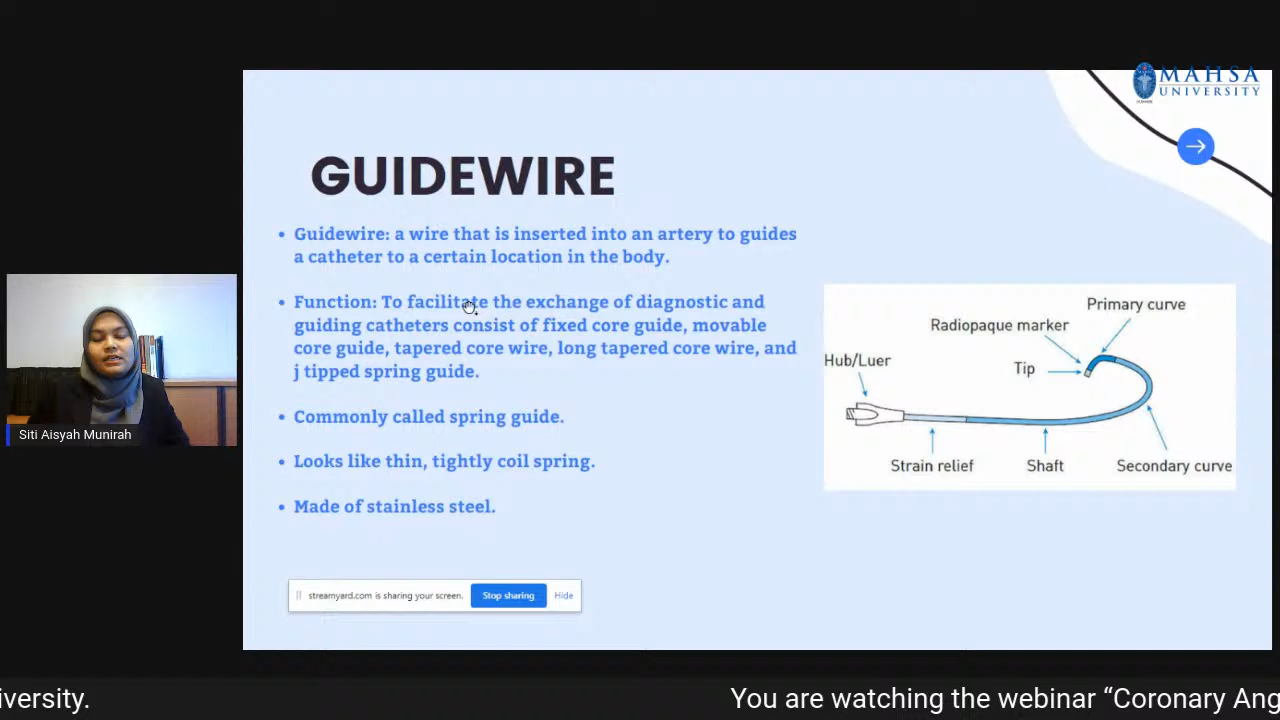 MAHSA
UNIVERSITY
GUIDEWIRE
• Guidewire: a wire that is inserted into an artery to guides
a catheter to a certain location in the body.
• Function: To facilitate the exchange of diagnostic and
guiding catheters consist of fixed core guide, movable
core guide, tapered core wire, long tapered core wire, and
j tipped spring guide.
• Commonly called spring guide.
• Looks like thin, tightly coil spring.
• Made of stainless steel.
Primary curve
Radiopaque marker
Hub/Luer
Tip
Strain relief
Shaft
Secondary curve
Siti Aisyah Munirah
streamyard.com is sharing your screen.
Stop sharing
Hide
iversity.
You are watching the webinar “Coronary Ang